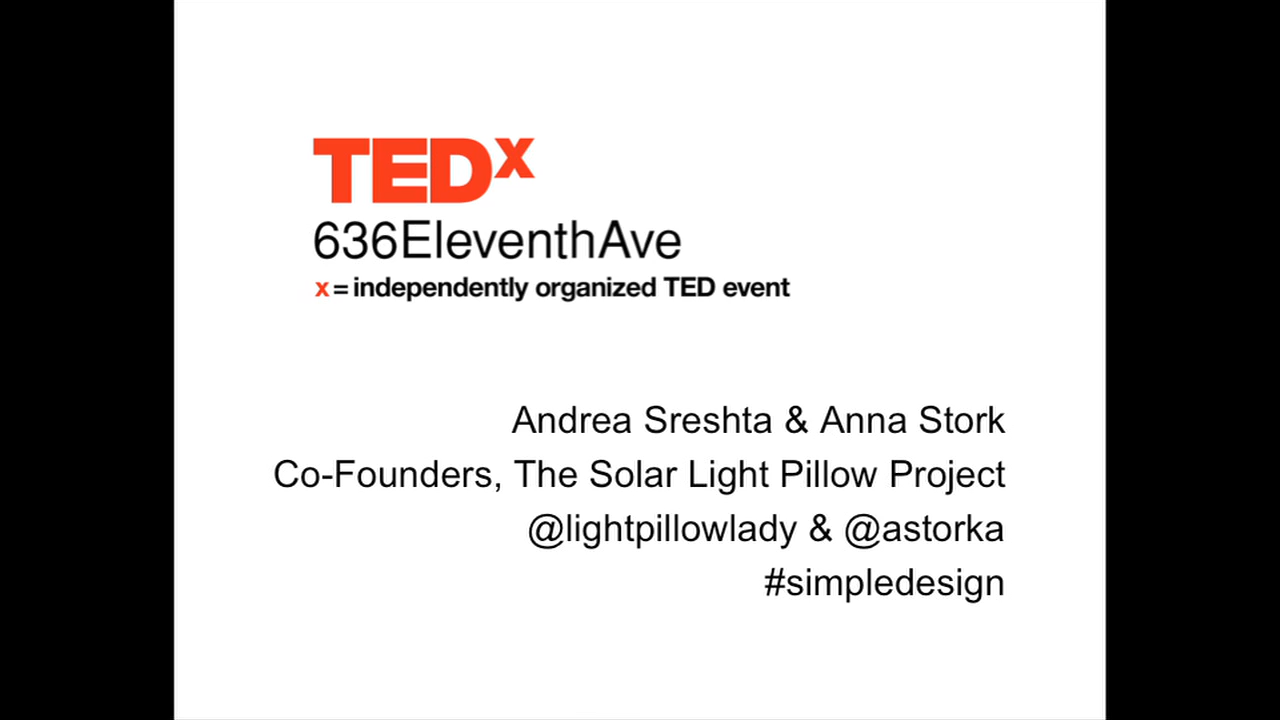 TEDx
636EleventhAve
x = independently organized TED event
Andrea Sreshta & Anna Stork
Co-Founders, The Solar Light Pillow Project
@lightpillowlady & @astorka
#simpledesign